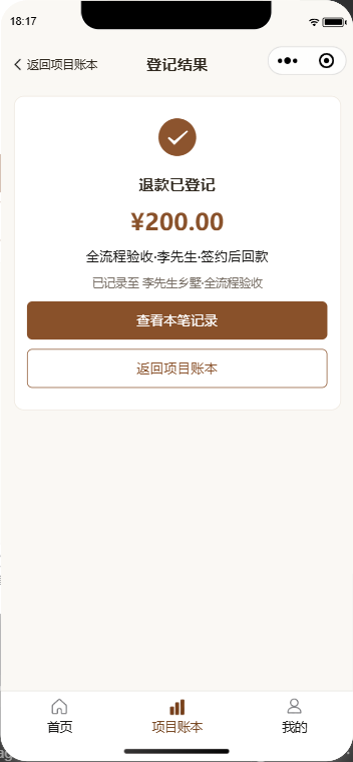 18:17
返回项目账本
登记结果
退款已登记
¥200.00
全流程验收·李先生·签约后回款
已记录至 李先生乡墅·全流程验收
查看本笔记录
返回项目账本
首页
项目账本
我的